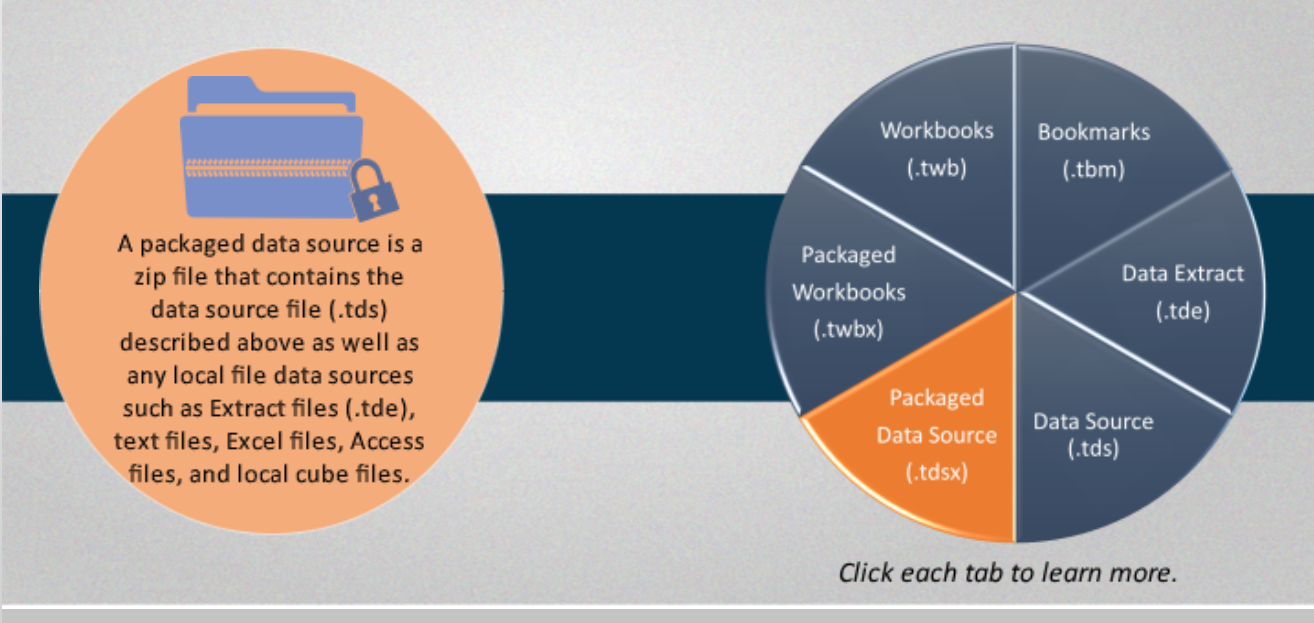 A packaged data source is a
zip file that contains the
data source file (.tds)
described above as well as
any local file data sources
such as Extract files (.tde),
text files, Excel files, Access
files, and local cube files.
Workbooks
(.twb)
Bookmarks
(.tbm)
Packaged
Workbooks
(.twbx)
Data Extract
(.tde)
Packaged
Data Source
(.tdsx)
Data Source
(.tds)
Click each tab to learn more.